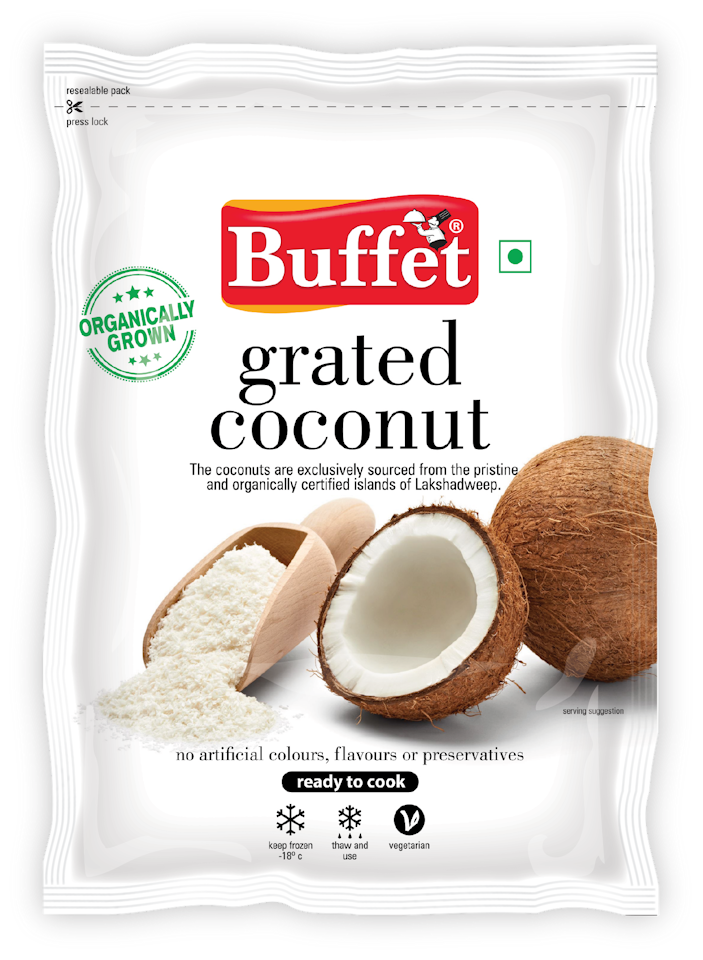 resealable pack
press lock
Buffet®
ORGANICALLY
GROWN
grated
coconut
The coconuts are exclusively sourced from the pristine
and organically certified islands of Lakshadweep.
serving suggestion
no artificial colours, flavours or preservatives
ready to cook
keep frozen
-18° c
thaw and
use
vegetarian